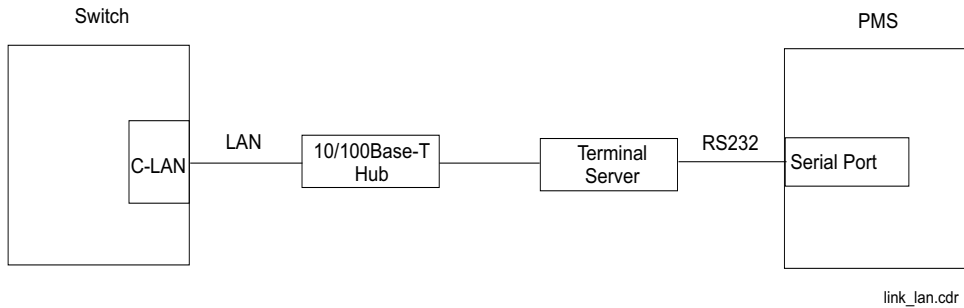 Switch
PMS
C-LAN
LAN
10/100Base-T
Hub
Terminal
Server
RS232
Serial Port
link_lan.cdr